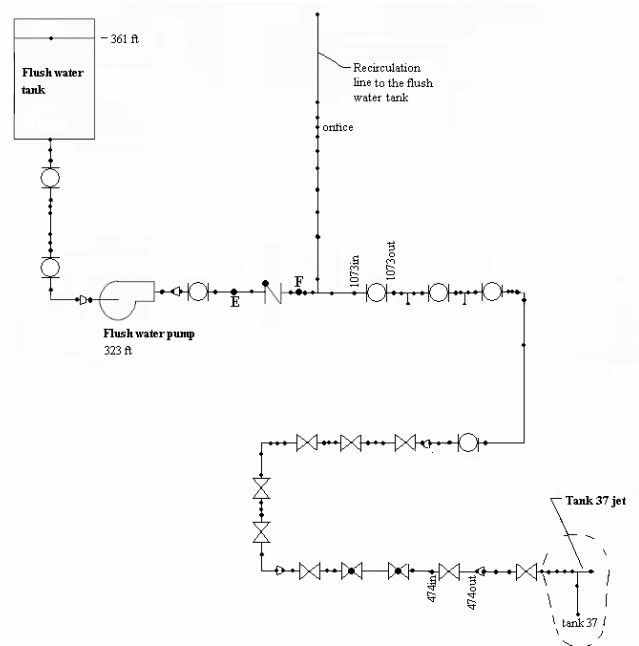 361 ft
Flush water
tank
Recirculation
line to the flush
water tank
orifice
1073in
1073out
F
E
Flush water pump
323 ft
Tank 37 jet
474in
474out
tank 37